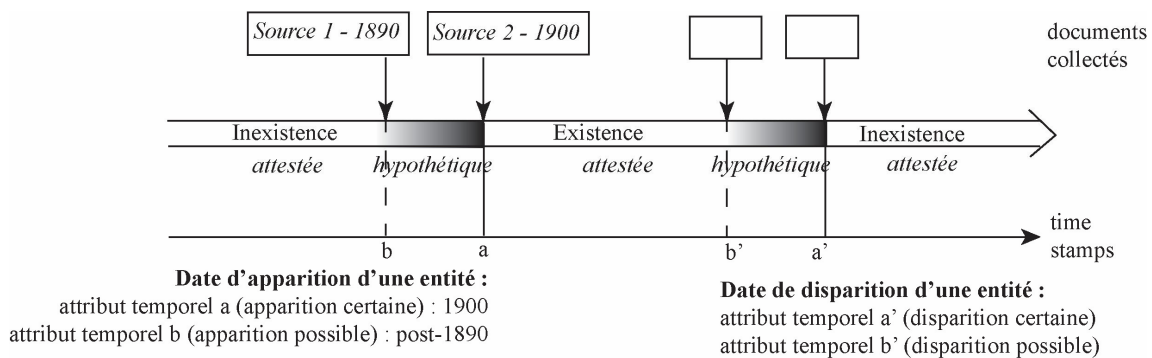 Source 1 - 1890
Source 2 - 1900
documents
collectés
Inexistence
Existence
Inexistence
attestée
hypothétique
attestée
hypothétique
attestée
b
a
b’
a’
time
stamps
Date d’apparition d’une entité :
attribut temporel a (apparition certaine) : 1900
attribut temporel b (apparition possible) : post-1890
Date de disparition d’une entité :
attribut temporel a’ (disparition certaine)
attribut temporel b’ (disparition possible)